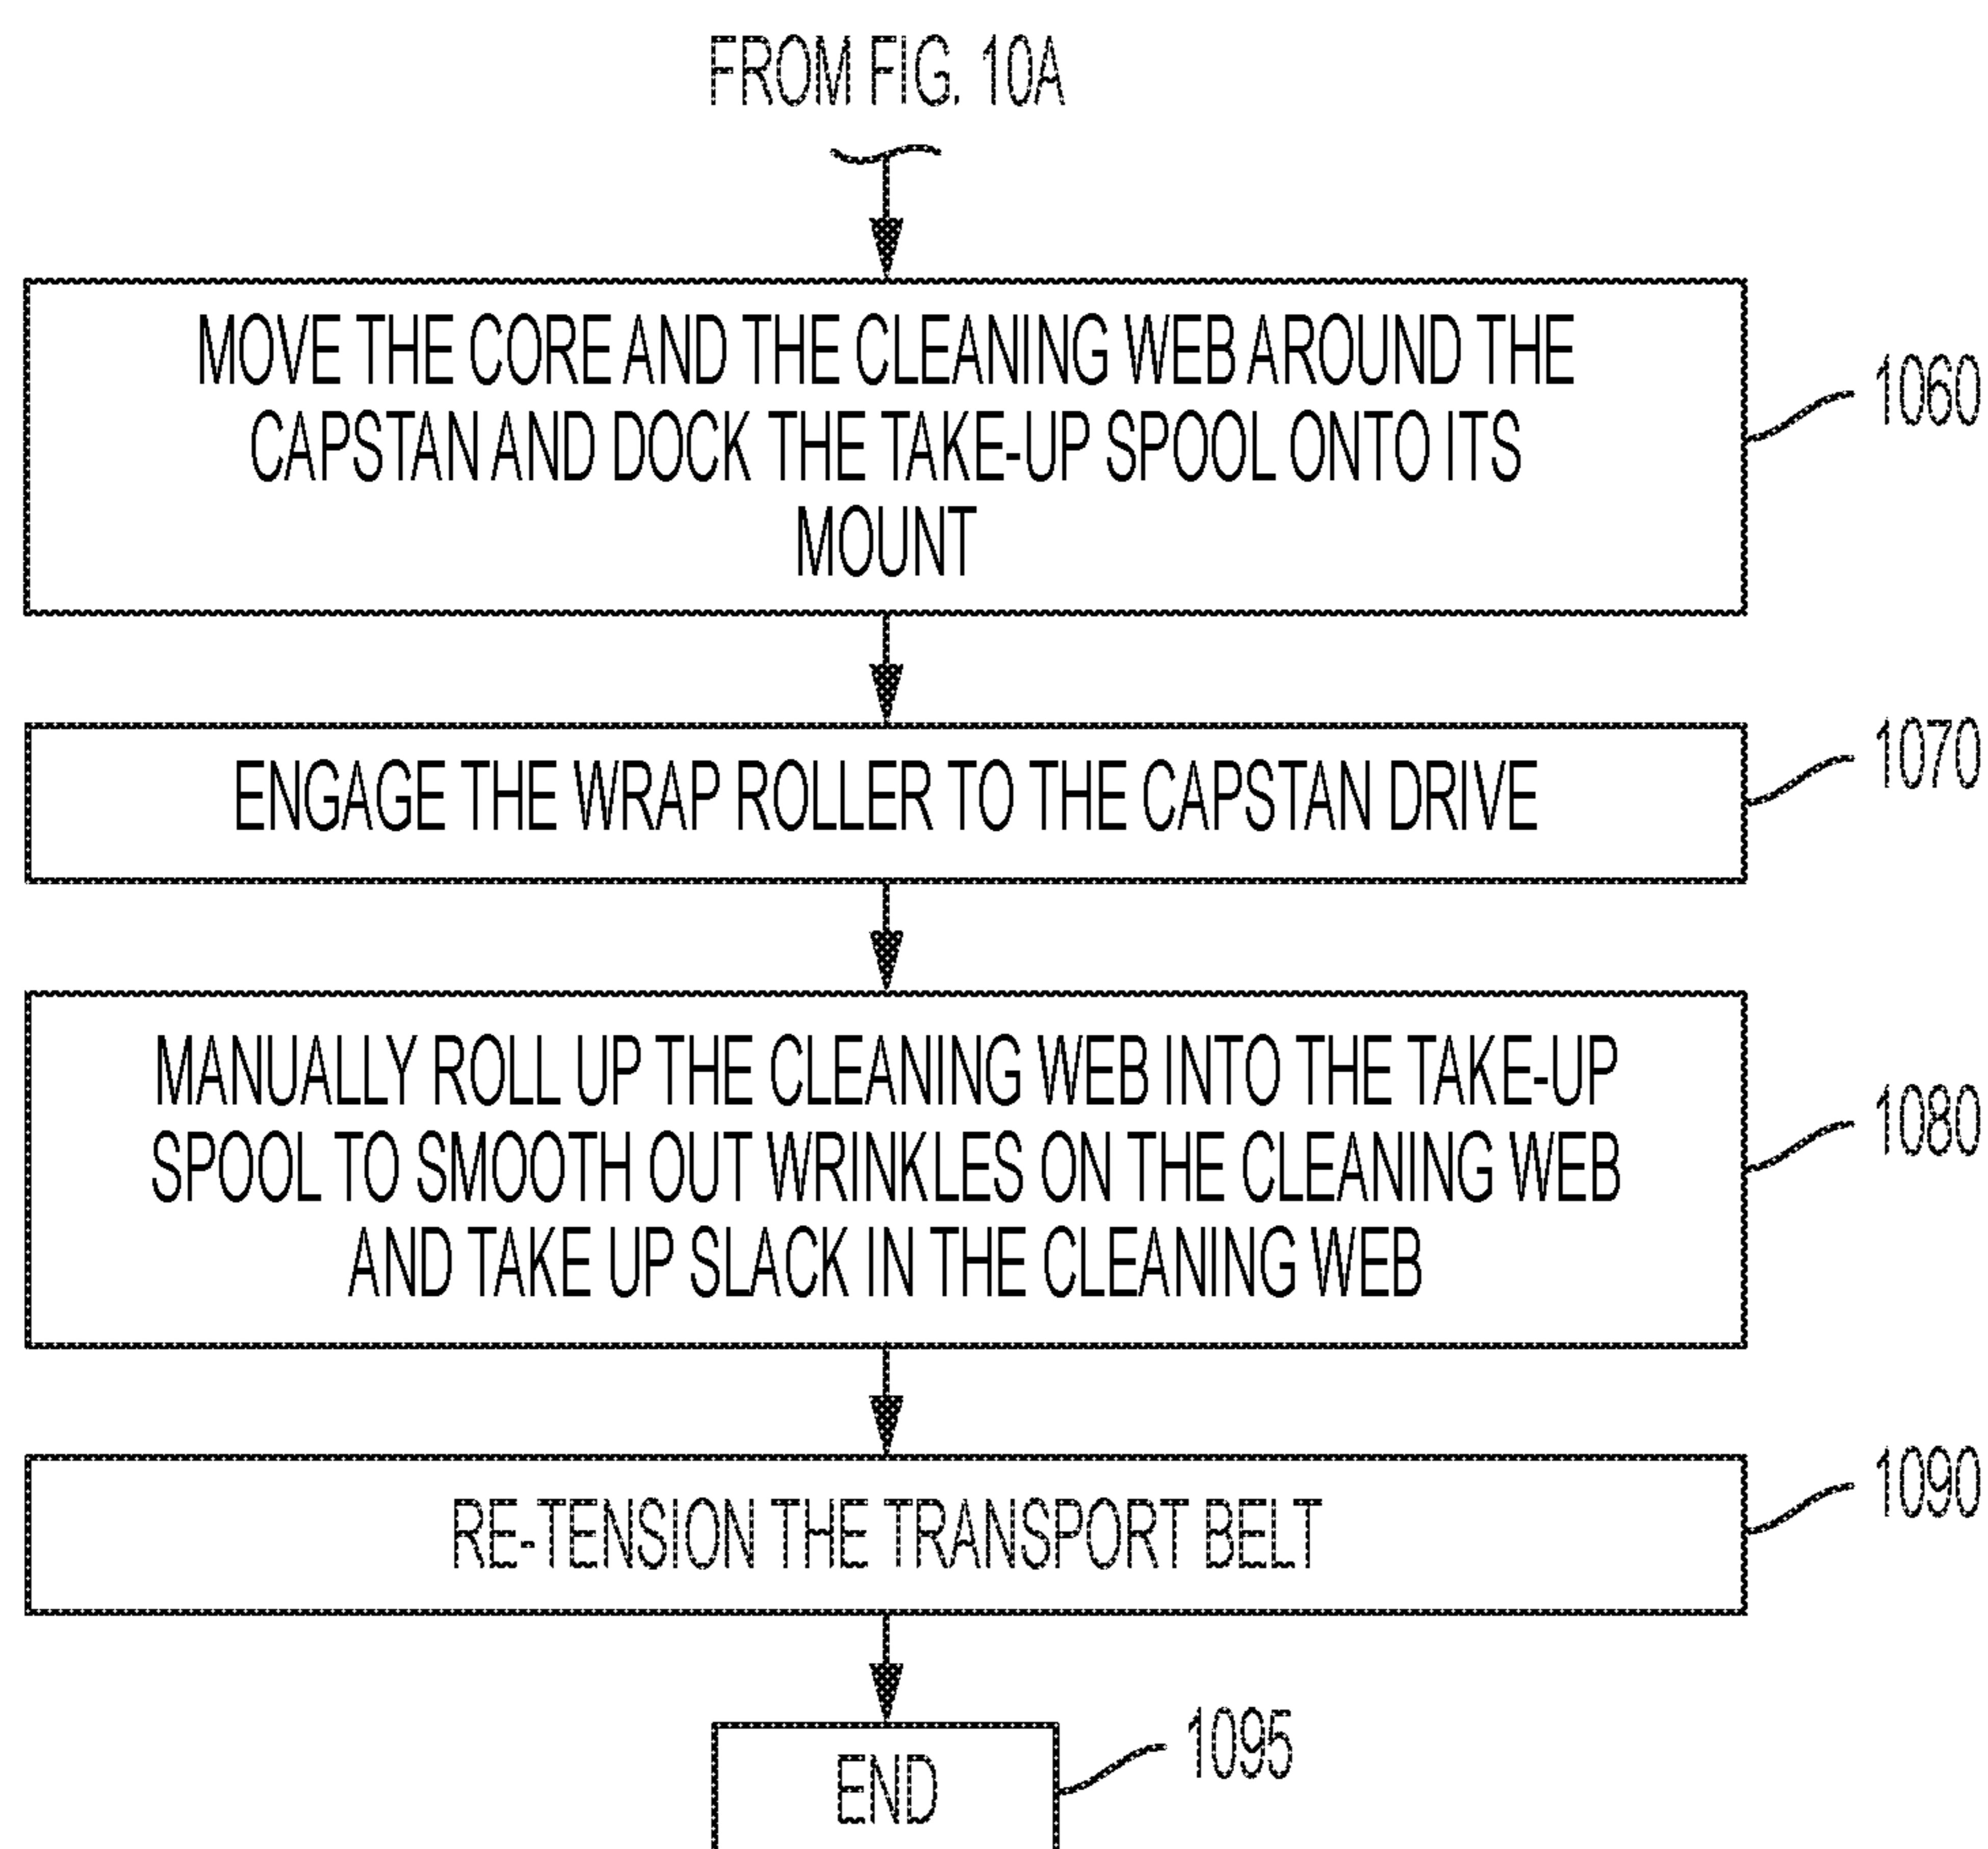 FROM FIG. 10A
MOVE THE CORE AND THE CLEANING WEB AROUND THE
CAPSTAN AND DOCK THE TAKE-UP SPOOL ONTO ITS
MOUNT
1060
ENGAGE THE WRAP ROLLER TO THE CAPSTAN DRIVE
1070
MANUALLY ROLL UP THE CLEANING WEB INTO THE TAKE-UP
SPOOL TO SMOOTH OUT WRINKLES ON THE CLEANING WEB
AND TAKE UP SLACK IN THE CLEANING WEB
1080
RE-TENSION THE TRANSPORT BELT
1090
END
1095